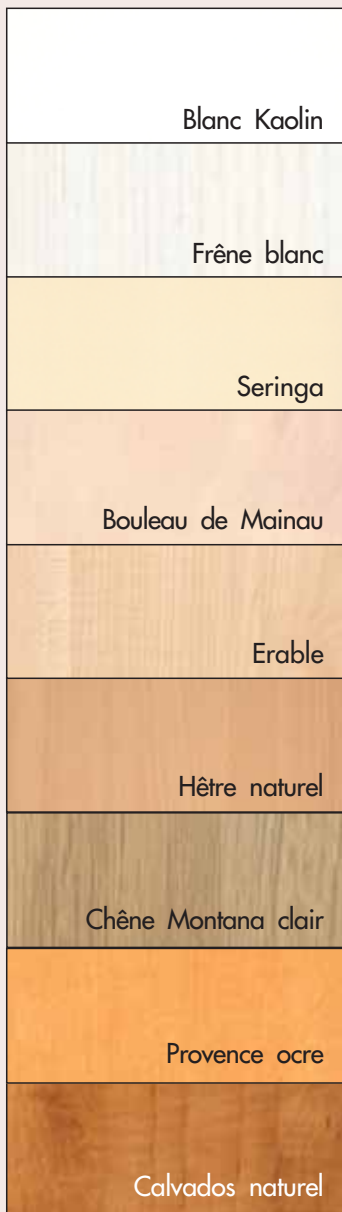 Blanc Kaolin
Frêne blanc
Seringa
Bouleau de Mainau
Erable
Hêtre naturel
Chêne Montana clair
Provence ocre
Calvados naturel